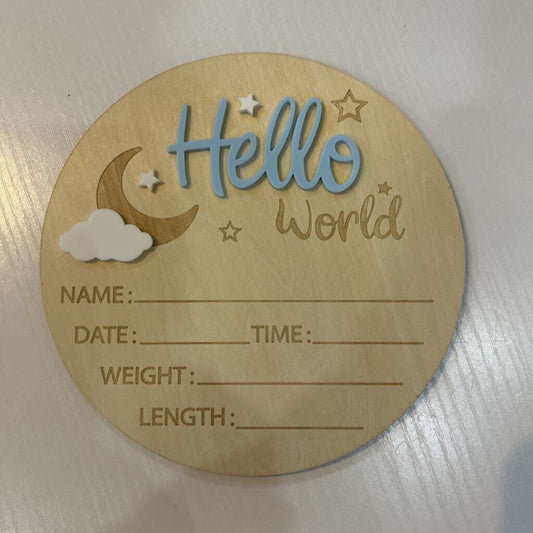 Hello
World
NAME:
DATE: TIME:
WEIGHT:
LENGTH: